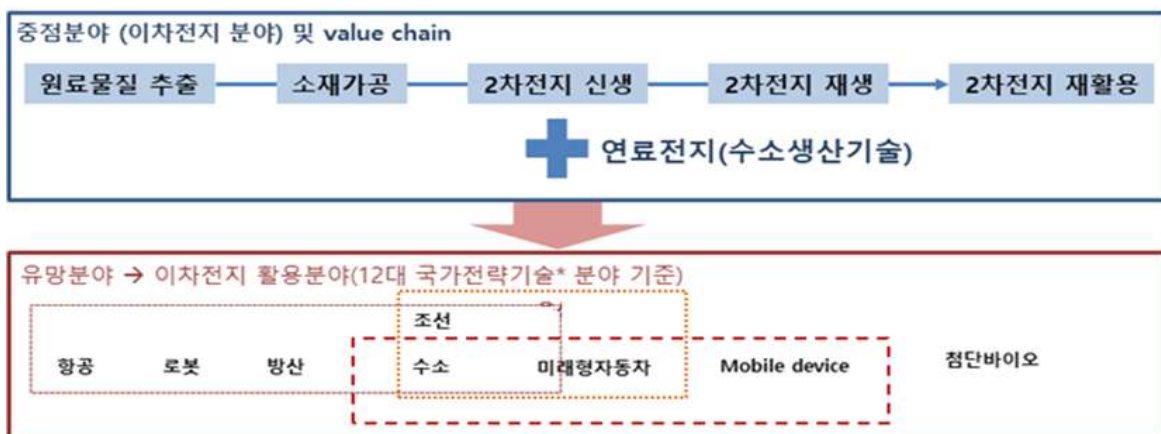 중점분야 (이차전지 분야) 및 value chain
원료물질 추출 소재가공 2차전지 신생 2차전지 재생 2차전지 재활용
연료전지(수소생산기술)
유망분야 → 이차전지 활용분야(12대 국가전략기술* 분야 기준)
조선
항공 로봇 방산 수소 미래형자동차 Mobile device 첨단바이오